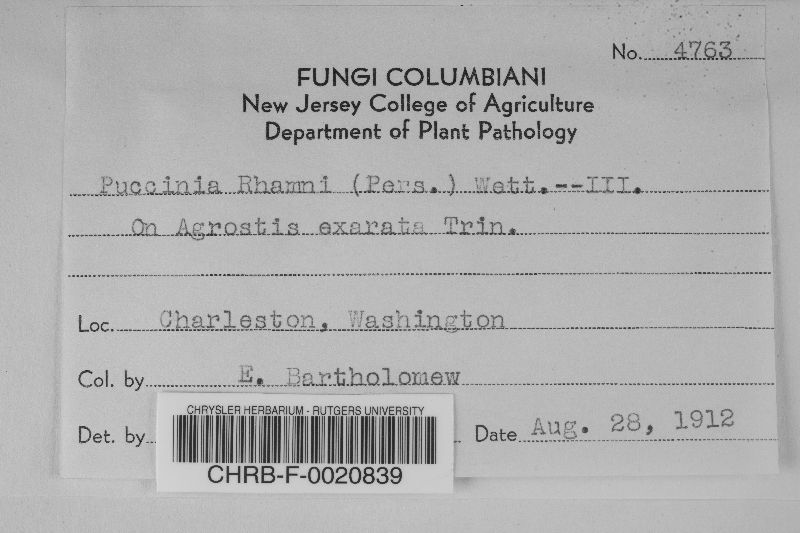 No. 4763
FUNGI COLUMBIANI
New Jersey College of Agriculture
Department of Plant Pathology
Puccinia Rhamni (Pers.) Wett.--III.
On Agrostis exarata Trin.
Loc. Charleston, Washington
Col. by E. Bartholomew
Det. by Date Aug. 28, 1912
CHRYSLER HERBARIUM - RUTGERS UNIVERSITY
CHRB-F-0020839